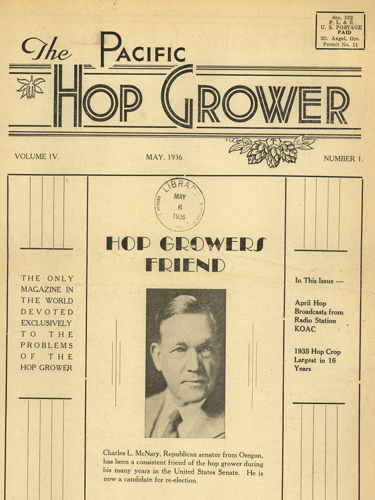 Sec. 562
P. L. & R.
U. S. POSTAGE
PAID
Mt. Angel, Ore.
Permit No. 11
The PACIFIC
HOP GROWER
VOLUME IV.
MAY, 1936
NUMBER 1.
LIBRARY
MAY
6
1936
HOP GROWERS
FRIEND
THE ONLY
MAGAZINE IN
THE WORLD
DEVOTED
EXCLUSIVELY
TO THE
PROBLEMS
OF THE
HOP GROWER
In This Issue —
April Hop
Broadcasts from
Radio Station
KOAC
1935 Hop Crop
Largest in 16
Years
Charles L. McNary, Republican senator from Oregon,
has been a consistent friend of the hop grower during
his many years in the United States Senate. He is
now a candidate for re-election.